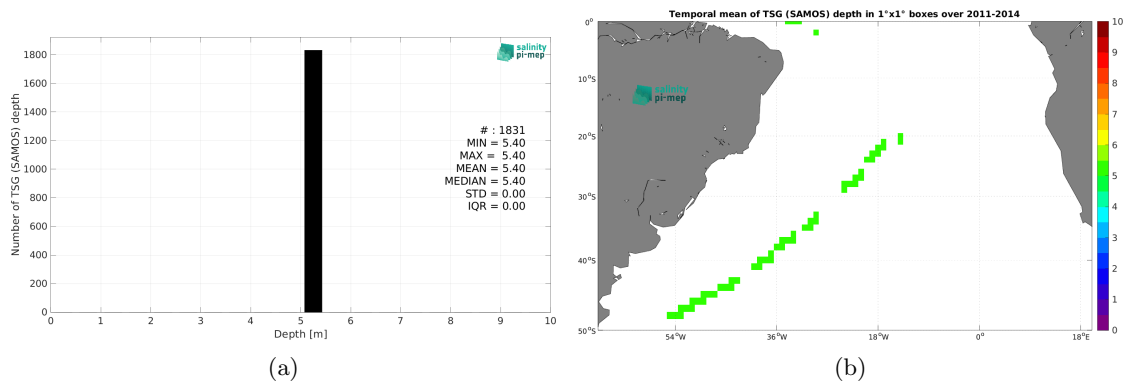 salinity
pi-mep
1800
1600
1400
1200
1000
800
600
400
200
0
Number of TSG (SAMOS) depth
# : 1831
MIN = 5.40
MAX = 5.40
MEAN = 5.40
MEDIAN = 5.40
STD = 0.00
IQR = 0.00
0 1 2 3 4 5 6 7 8 9 10
Depth [m]
(a)
Temporal mean of TSG (SAMOS) depth in 1°x1° boxes over 2011-2014
0°
10°S
20°S
30°S
40°S
50°S
salinity
pi-mep
54°W 36°W 18°W 0° 18°E
10
9
8
7
6
5
4
3
2
1
0
(b)